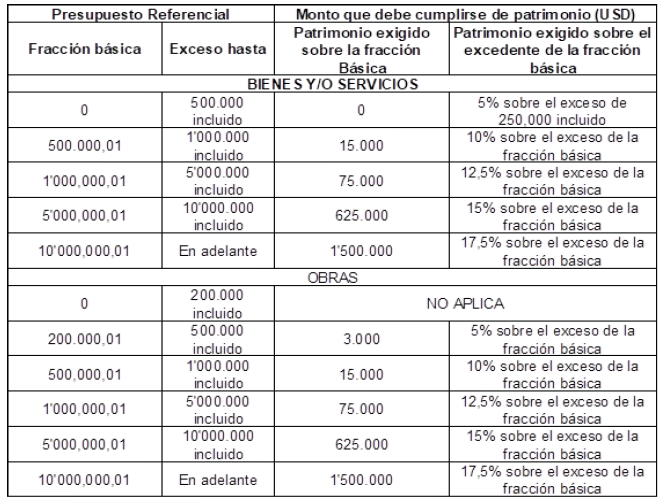 Presupuesto Referencial Monto que debe cumplirse de patrimonio (USD)
Fracción básica Exceso hasta Patrimonio exigido sobre la fracción Básica Patrimonio exigido sobre el excedente de la fracción básica
BIENES Y/O SERVICIOS
0 500.000 incluido 0 5% sobre el exceso de 250,000 incluido
500.000,01 1'000.000 incluido 15.000 10% sobre el exceso de la fracción básica
1'000,000,01 5'000.000 incluido 75.000 12,5% sobre el exceso de la fracción básica
5'000,000,01 10'000.000 incluido 625.000 15% sobre el exceso de la fracción básica
10'000,000,01 En adelante 1'500.000 17,5% sobre el exceso de la fracción básica
OBRAS
0 200.000 incluido NO APLICA
200.000,01 500.000 incluido 3.000 5% sobre el exceso de la fracción básica
500,000,01 1'000.000 incluido 15.000 10% sobre el exceso de la fracción básica
1'000,000,01 5'000.000 incluido 75.000 12,5% sobre el exceso de la fracción básica
5'000,000,01 10'000.000 incluido 625.000 15% sobre el exceso de la fracción básica
10'000,000,01 En adelante 1'500.000 17,5% sobre el exceso de la fracción básica